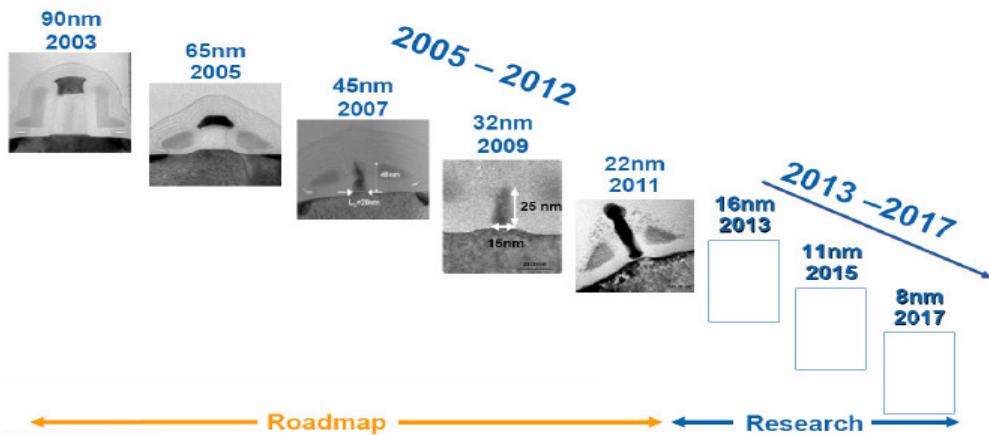 90nm
2003
65nm
2005
45nm
2007
2005 – 2012
32nm
2009
22nm
2011
2013 –2017
16nm
2013
11nm
2015
8nm
2017
25 nm
15nm
Roadmap
Research